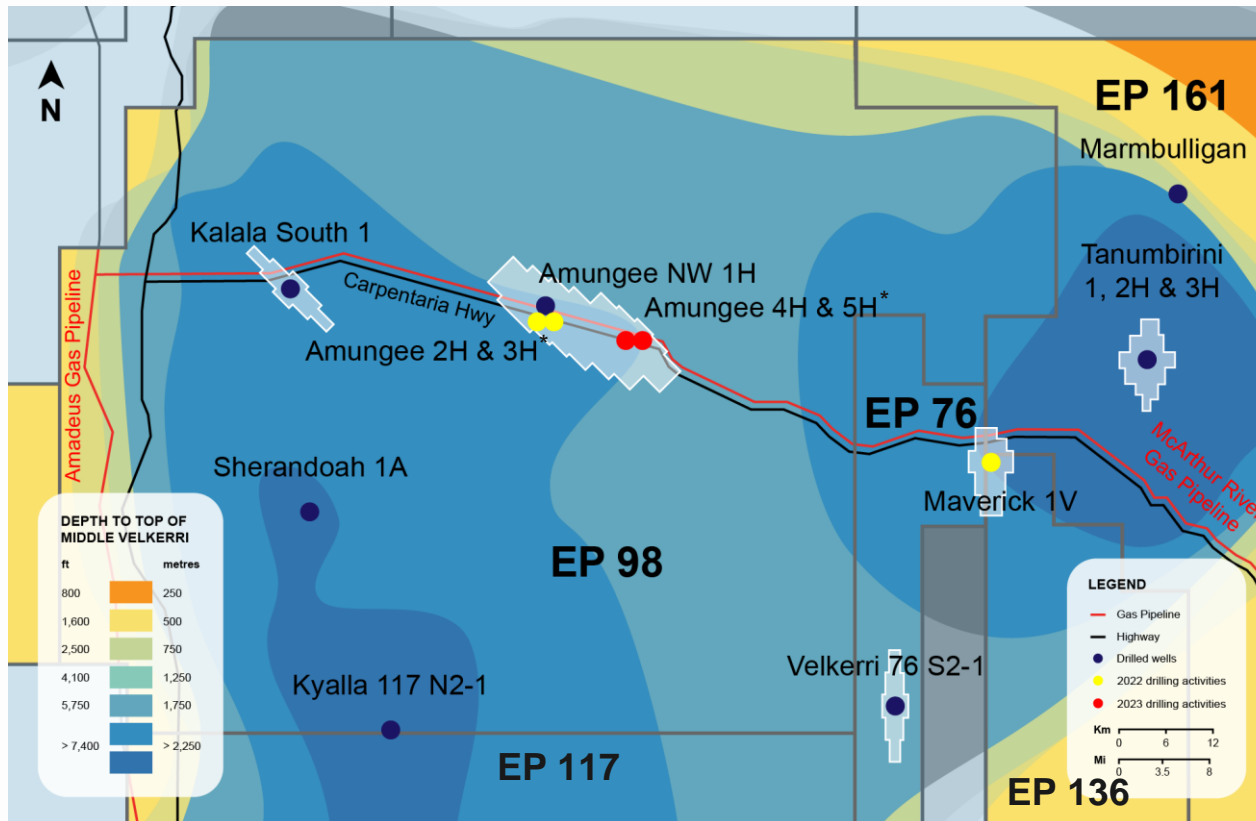 N
EP 161
Marmbulligan
Kalala South 1
Tanumbirini
1, 2H & 3H
Amungee NW 1H
Carpentaria Hwy
Amungee 4H & 5H*
Amungee 2H & 3H*
Amadeus Gas Pipeline
EP 76
McArthur River
Gas Pipeline
Sherandoah 1A
Maverick 1V
EP 98
Velkerri 76 S2-1
Kyalla 117 N2-1
EP 117
EP 136
DEPTH TO TOP OF
MIDDLE VELKERRI
ft metres
800 250
1,600 500
2,500 750
4,100 1,250
5,750 1,750
> 7,400 > 2,250
LEGEND
Gas Pipeline
Highway
Drilled wells
2022 drilling activities
2023 drilling activities
Km
0 6 12
Mi
0 3.5 8